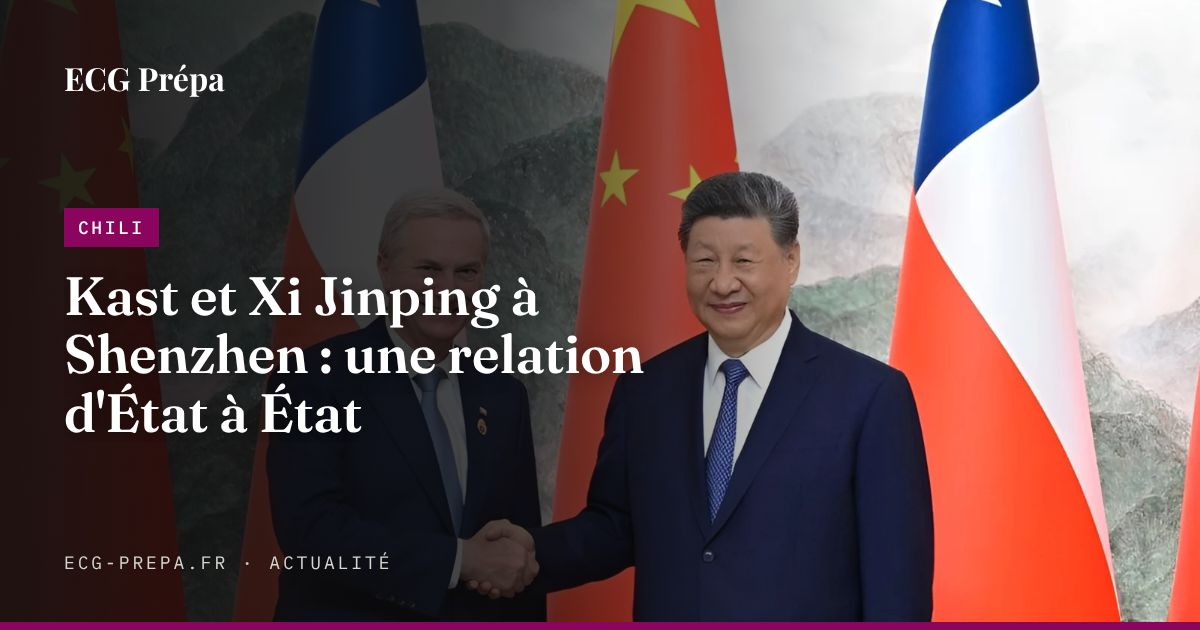 ECG Prépa
CHILI
Kast et Xi Jinping à
Shenzhen : une relation
d'État à État
ECG-PREPA.FR · ACTUALITÉ